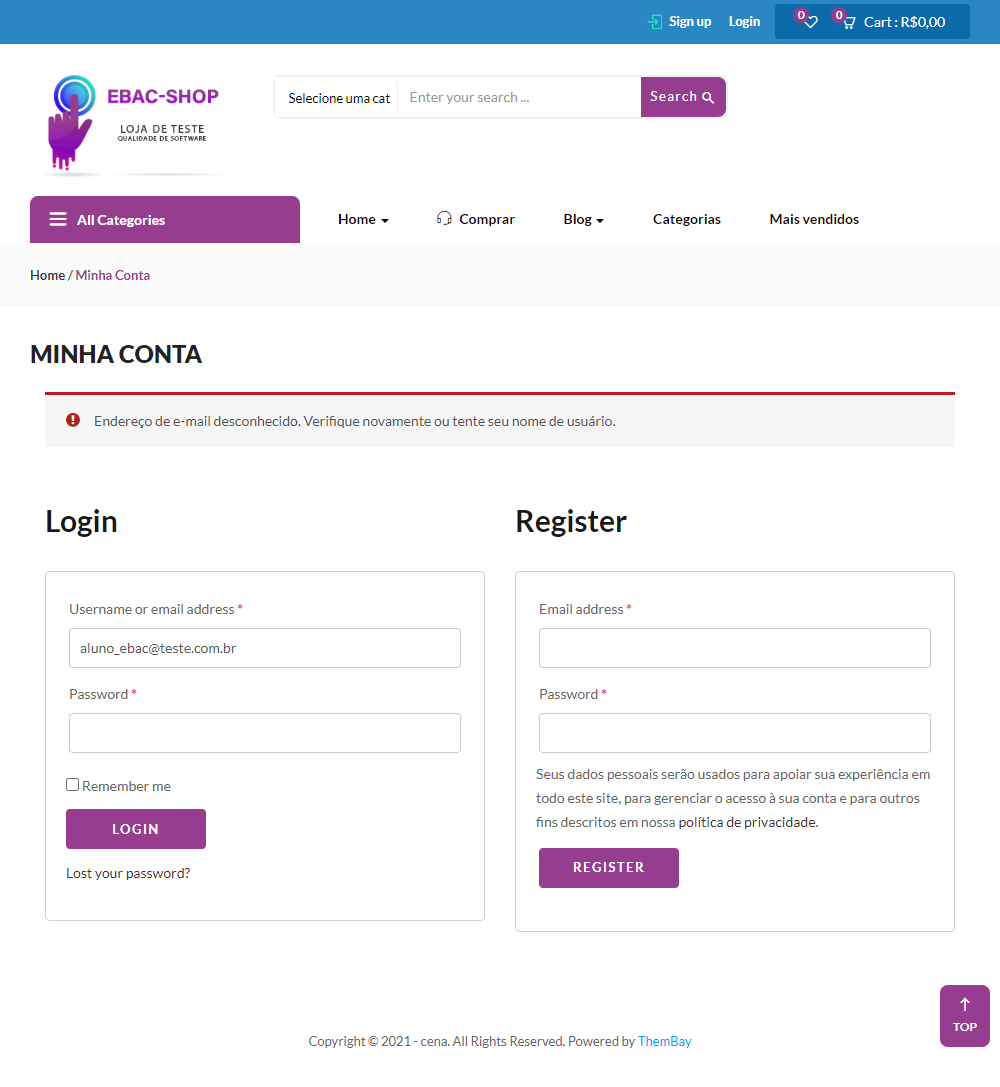 Sign up Login 0 0 Cart : R$0,00
EBAC-SHOP
LOJA DE TESTE
QUALIDADE DE SOFTWARE
Selecione uma cat Enter your search ... Search
All Categories Home Comprar Blog Categorias Mais vendidos
Home / Minha Conta
MINHA CONTA
Endereço de e-mail desconhecido. Verifique novamente ou tente seu nome de usuário.
Login
Username or email address *
aluno_ebac@teste.com.br
Password *
Remember me
LOGIN
Lost your password?
Register
Email address *
Password *
Seus dados pessoais serão usados para apoiar sua experiência em
todo este site, para gerenciar o acesso à sua conta e para outros
fins descritos em nossa política de privacidade.
REGISTER
TOP
Copyright © 2021 - cena. All Rights Reserved. Powered by ThemBay